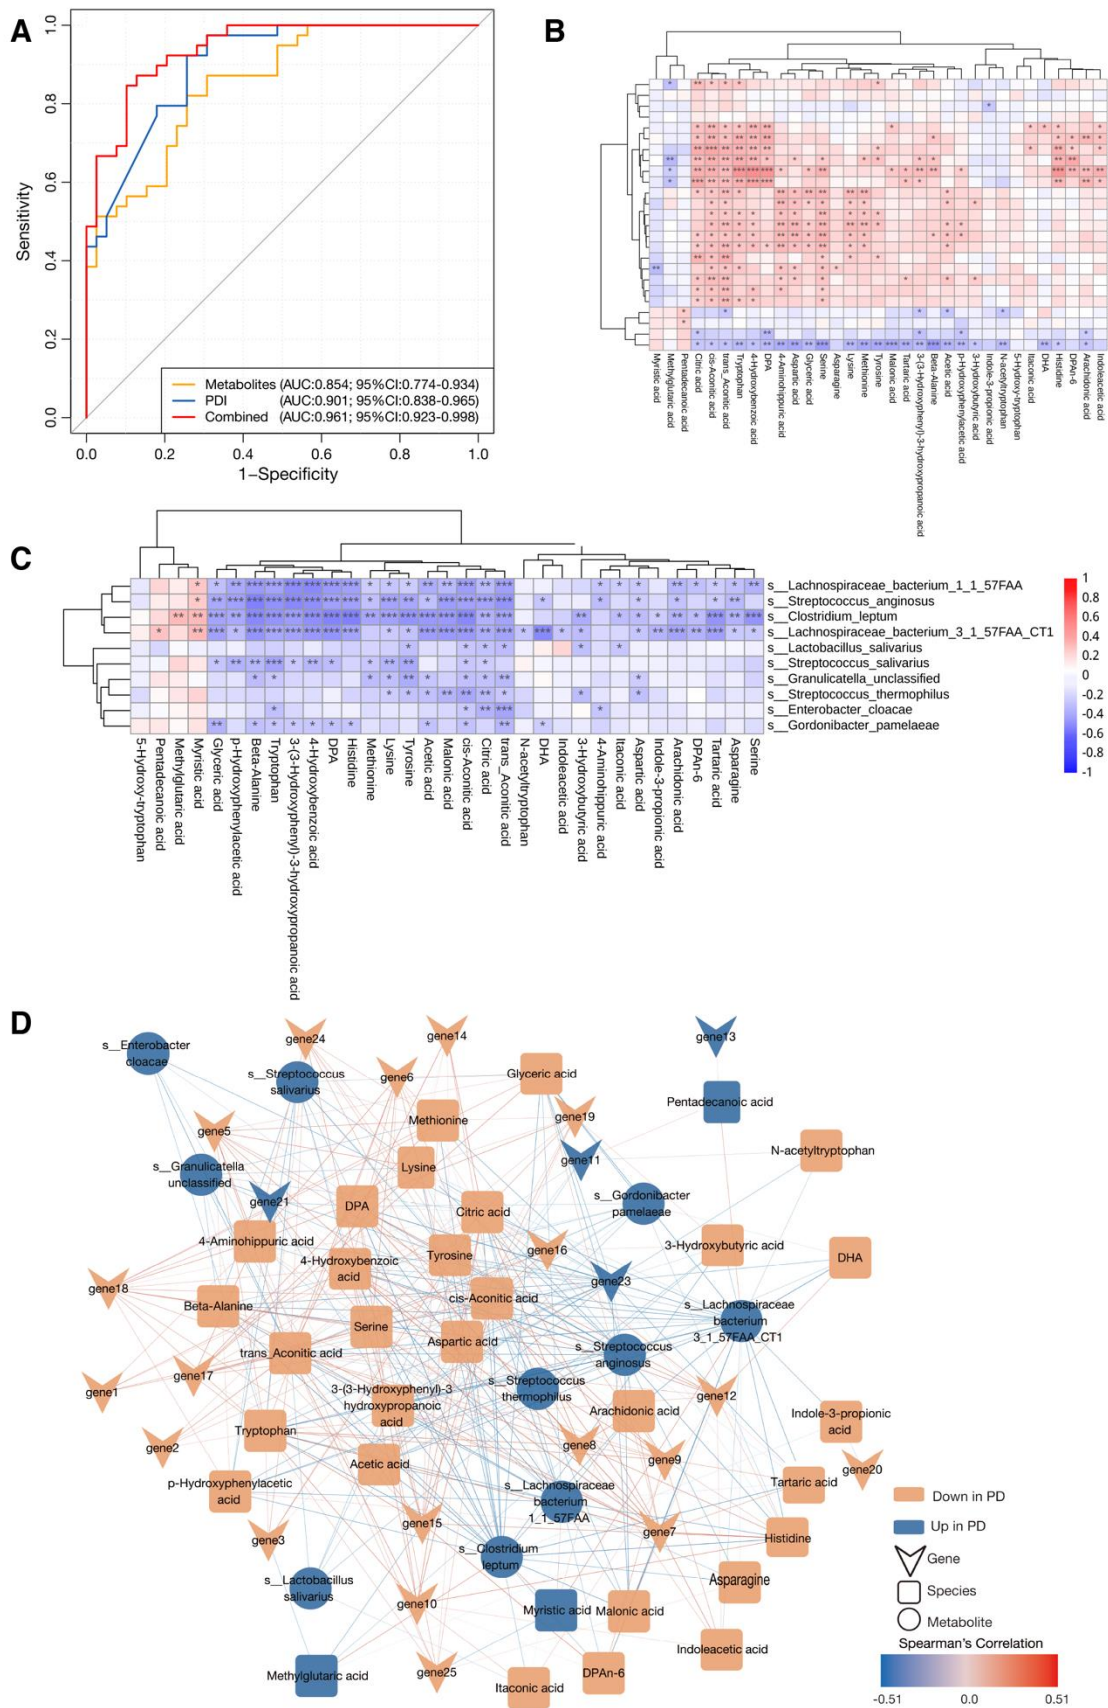 A
Sensitivity
0.0
0.2
0.4
0.6
0.8
1.0
Metabolites (AUC:0.854; 95%CI:0.774-0.934)
PDI (AUC:0.901; 95%CI:0.838-0.965)
Combined (AUC:0.961; 95%CI:0.923-0.998)
0.0 0.2 0.4 0.6 0.8 1.0
1−Specificity
B
Myristic acid
Methylglutaric acid
Pentadecanoic acid
Citric acid
cis-Aconitic acid
trans_Aconitic acid
Tryptophan
4-Hydroxybenzoic acid
DPA
4-Aminohippuric acid
Aspartic acid
Glyceric acid
Serine
Asparagine
Lysine
Methionine
Tyrosine
Malonic acid
Tartaric acid
3-(3-Hydroxyphenyl)-3-hydroxypropanoic acid
Beta-Alanine
Acetic acid
p-Hydroxyphenylacetic acid
3-Hydroxybutyric acid
Indole-3-propionic acid
N-acetyltryptophan
5-Hydroxy-tryptophan
Itaconic acid
DHA
Histidine
DPAn-6
Arachidonic acid
Indoleacetic acid
C
s__Lachnospiraceae_bacterium_1_1_57FAA
s__Streptococcus_anginosus
s__Clostridium_leptum
s__Lachnospiraceae_bacterium_3_1_57FAA_CT1
s__Lactobacillus_salivarius
s__Streptococcus_salivarius
s__Granulicatella_unclassified
s__Streptococcus_thermophilus
s__Enterobacter_cloacae
s__Gordonibacter_pamelaeae
5-Hydroxy-tryptophan
Pentadecanoic acid
Methylglutaric acid
Myristic acid
Glyceric acid
p-Hydroxyphenylacetic acid
Beta-Alanine
Tryptophan
3-(3-Hydroxyphenyl)-3-hydroxypropanoic acid
4-Hydroxybenzoic acid
DPA
Histidine
Methionine
Lysine
Tyrosine
Acetic acid
Malonic acid
cis-Aconitic acid
Citric acid
trans_Aconitic acid
N-acetyltryptophan
DHA
Indoleacetic acid
3-Hydroxybutyric acid
4-Aminohippuric acid
Itaconic acid
Aspartic acid
Indole-3-propionic acid
Arachidonic acid
DPAn-6
Tartaric acid
Asparagine
Serine
1
0.8
0.6
0.4
0.2
0
-0.2
-0.4
-0.6
-0.8
-1
D
s__Enterobacter
cloacae
gene24
gene14
gene13
s__Streptococcus
salivarius
gene6
Glyceric acid
Pentadecanoic acid
Methionine
gene19
gene5
N-acetyltryptophan
s__Granulicatella
unclassified
Lysine
gene11
gene21
DPA
Citric acid
s__Gordonibacter
pamelaeae
4-Aminohippuric acid
4-Hydroxybenzoic
acid
Tyrosine
gene16
3-Hydroxybutyric acid
DHA
gene18
Beta-Alanine
cis-Aconitic acid
gene23
s__Lachnospiraceae
bacterium
3_1_57FAA_CT1
Serine
Aspartic acid
trans_Aconitic acid
s__Streptococcus
anginosus
gene17
gene1
s__Streptococcus
thermophilus
gene12
3-(3-Hydroxyphenyl)-3
hydroxypropanoic
acid
Arachidonic acid
Indole-3-propionic
acid
Tryptophan
gene2
gene8
gene9
Acetic acid
gene20
p-Hydroxyphenylacetic
acid
s__Lachnospiraceae
bacterium
1_1_57FAA
Tartaric acid
gene15
gene7
Histidine
gene3
s__Clostridium
leptum
s__Lactobacillus
salivarius
Asparagine
gene10
Myristic acid
Malonic acid
Indoleacetic acid
Methylglutaric acid
gene25
Itaconic acid
DPAn-6
Down in PD
Up in PD
Gene
Species
Metabolite
Spearman's Correlation
-0.51 0.0 0.51